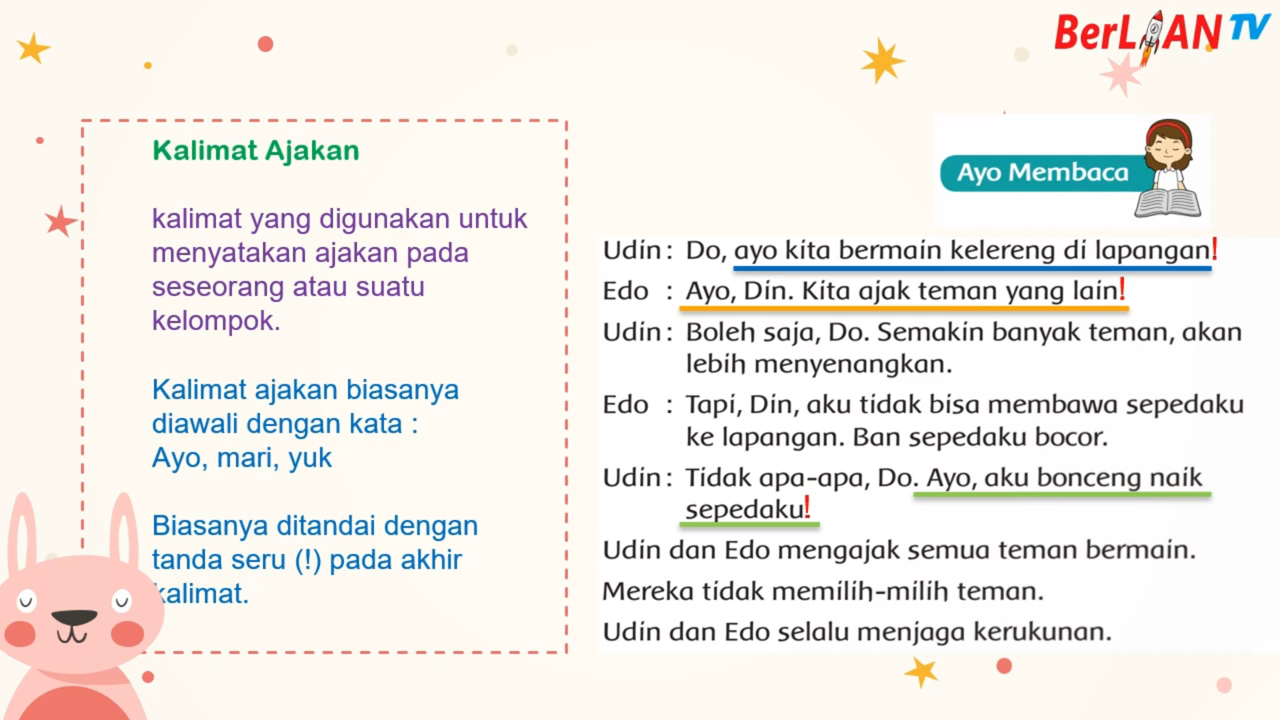 BerLIAN TV
Kalimat Ajakan
kalimat yang digunakan untuk
menyatakan ajakan pada
seseorang atau suatu
kelompok.
Kalimat ajakan biasanya
diawali dengan kata :
Ayo, mari, yuk
Biasanya ditandai dengan
tanda seru (!) pada akhir
kalimat.
Ayo Membaca
Udin : Do, ayo kita bermain kelereng di lapangan!
Edo : Ayo, Din. Kita ajak teman yang lain!
Udin : Boleh saja, Do. Semakin banyak teman, akan
lebih menyenangkan.
Edo : Tapi, Din, aku tidak bisa membawa sepedaku
ke lapangan. Ban sepedaku bocor.
Udin : Tidak apa-apa, Do. Ayo, aku bonceng naik
sepedaku!
Udin dan Edo mengajak semua teman bermain.
Mereka tidak memilih-milih teman.
Udin dan Edo selalu menjaga kerukunan.